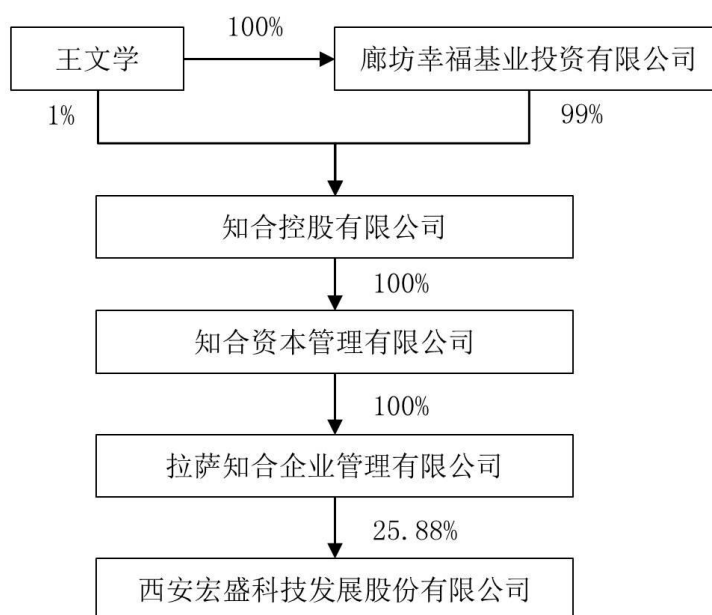 100%
王文学
廊坊幸福基业投资有限公司
1%
99%
知合控股有限公司
100%
知合资本管理有限公司
100%
拉萨知合企业管理有限公司
25.88%
西安宏盛科技发展股份有限公司